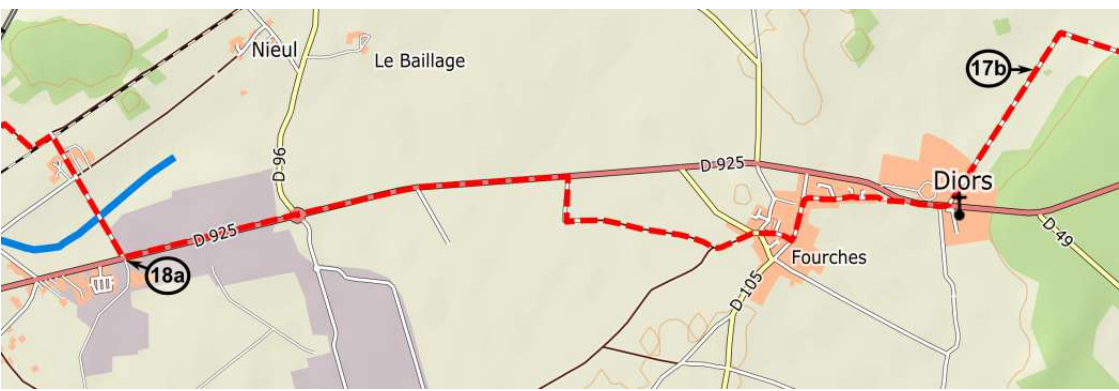 Nieul
Le Baillage
17b
D 96
D 925
Diors
D 925
18a
Fourches
D 49
D 105